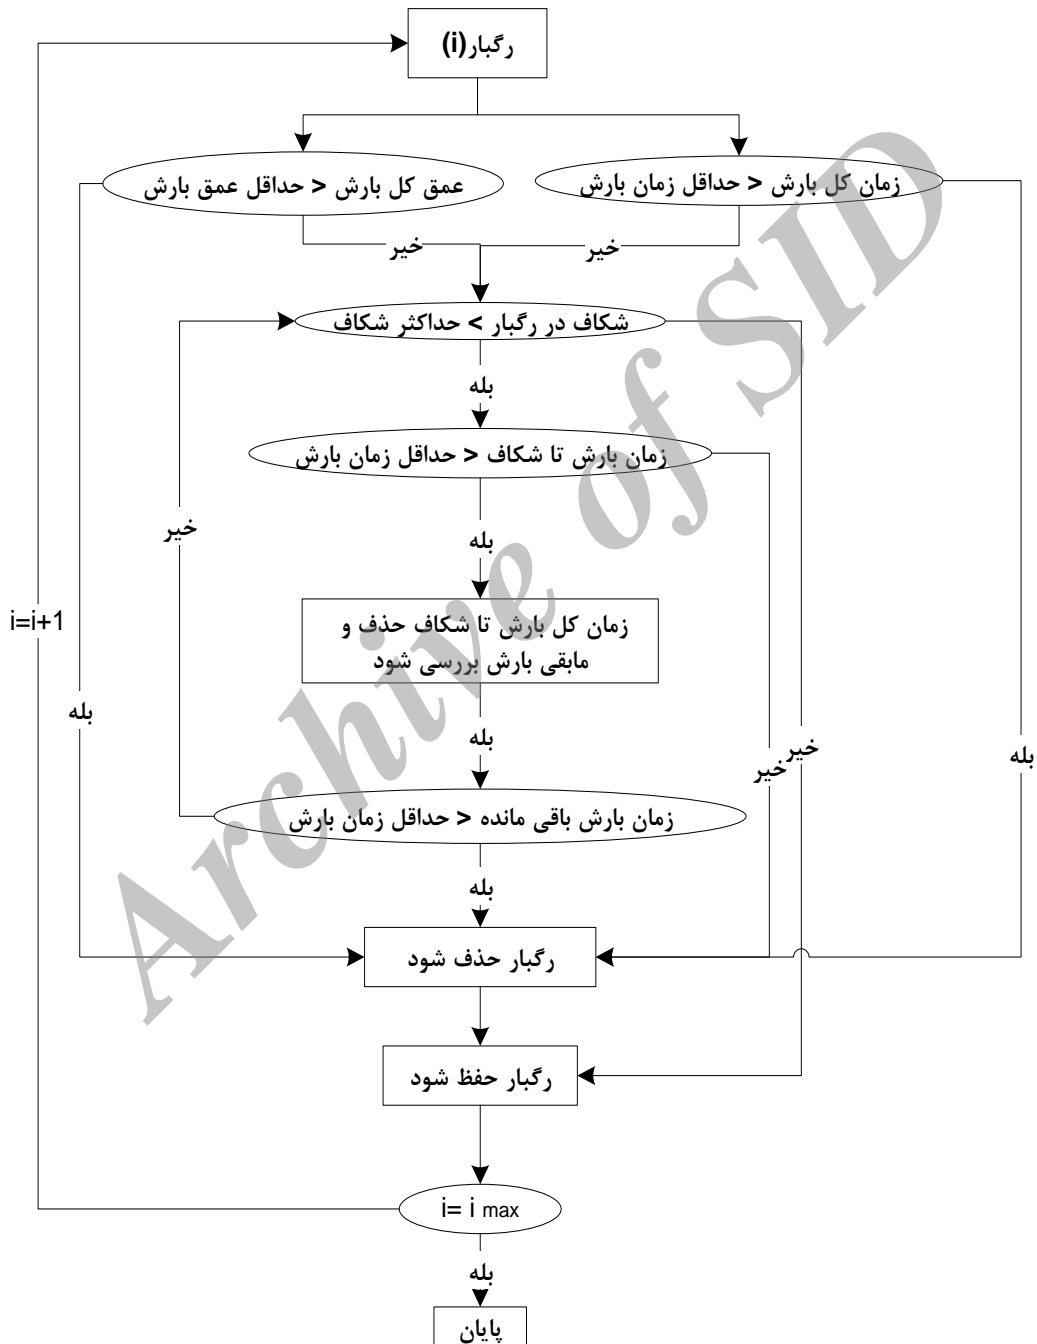 رگبار(i)
عمق کل بارش < حداقل عمق بارش
زمان کل بارش < حداقل زمان بارش
خیر
خیر
شکاف در رگبار > حداکثر شکاف
بله
زمان بارش تا شکاف < حداقل زمان بارش
خیر
بله
زمان کل بارش تا شکاف حذف و
مابقی بارش بررسی شود
i=i+1
بله
بله
خیر
خیر
بله
زمان بارش باقی مانده < حداقل زمان بارش
بله
رگبار حذف شود
رگبار حفظ شود
i= i max
بله
پایان
Archive of SID